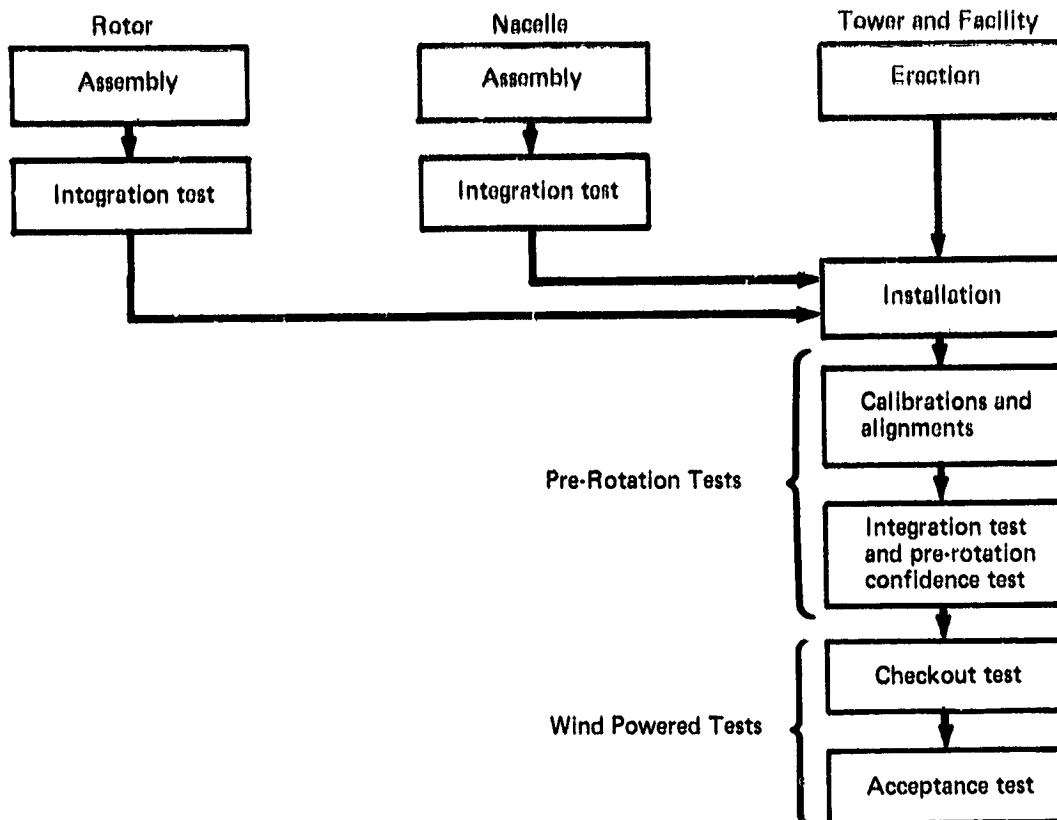 Rotor
Nacelle
Tower and Facility
Assembly
Assembly
Erection
Integration test
Integration test
Installation
Calibrations and
alignments
Pre-Rotation Tests
Integration test
and pre-rotation
confidence test
Checkout test
Wind Powered Tests
Acceptance test